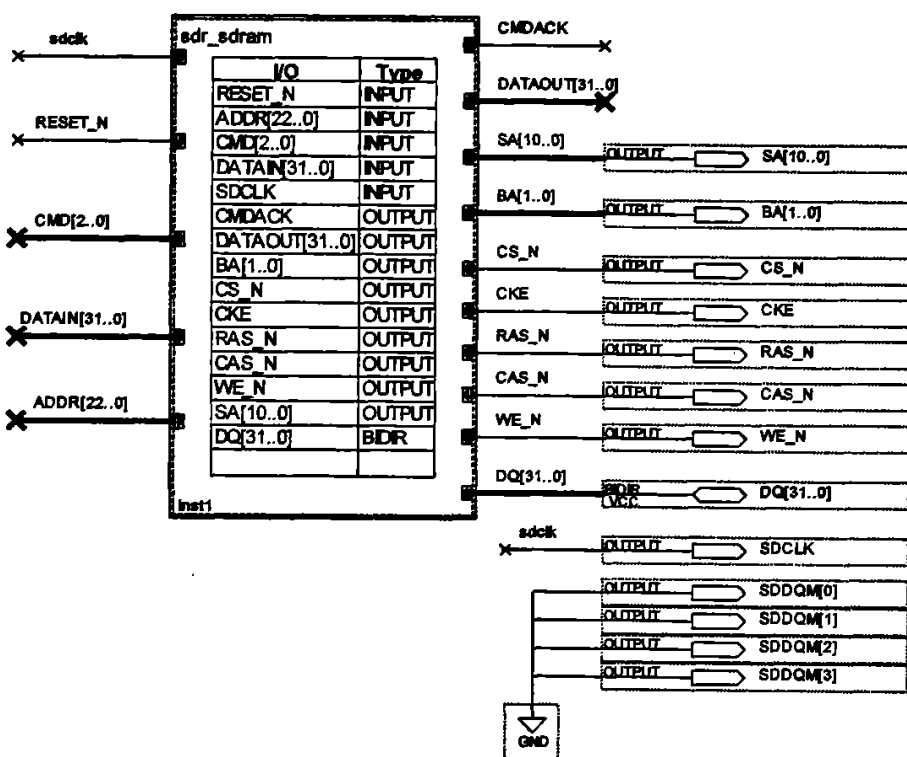 sdclk
RESET_N
CMD[2..0]
DATAIN[31..0]
ADDR[22..0]
sdr_sdram
I/O Type
RESET_N INPUT
ADDR[22..0] INPUT
CMD[2..0] INPUT
DATAIN[31..0] INPUT
SDCLK INPUT
CMDACK OUTPUT
DATAOUT[31..0] OUTPUT
BA[1..0] OUTPUT
CS_N OUTPUT
CKE OUTPUT
RAS_N OUTPUT
CAS_N OUTPUT
WE_N OUTPUT
SA[10..0] OUTPUT
DQ[31..0] BIDIR
inst1
CMDACK
DATAOUT[31..0]
SA[10..0] OUTPUT SA[10..0]
BA[1..0] OUTPUT BA[1..0]
CS_N OUTPUT CS_N
CKE OUTPUT CKE
RAS_N OUTPUT RAS_N
CAS_N OUTPUT CAS_N
WE_N OUTPUT WE_N
DQ[31..0] BIDIR DQ[31..0]
VCC
sdclk OUTPUT SDCLK
OUTPUT SDDQM[0]
OUTPUT SDDQM[1]
OUTPUT SDDQM[2]
OUTPUT SDDQM[3]
GND